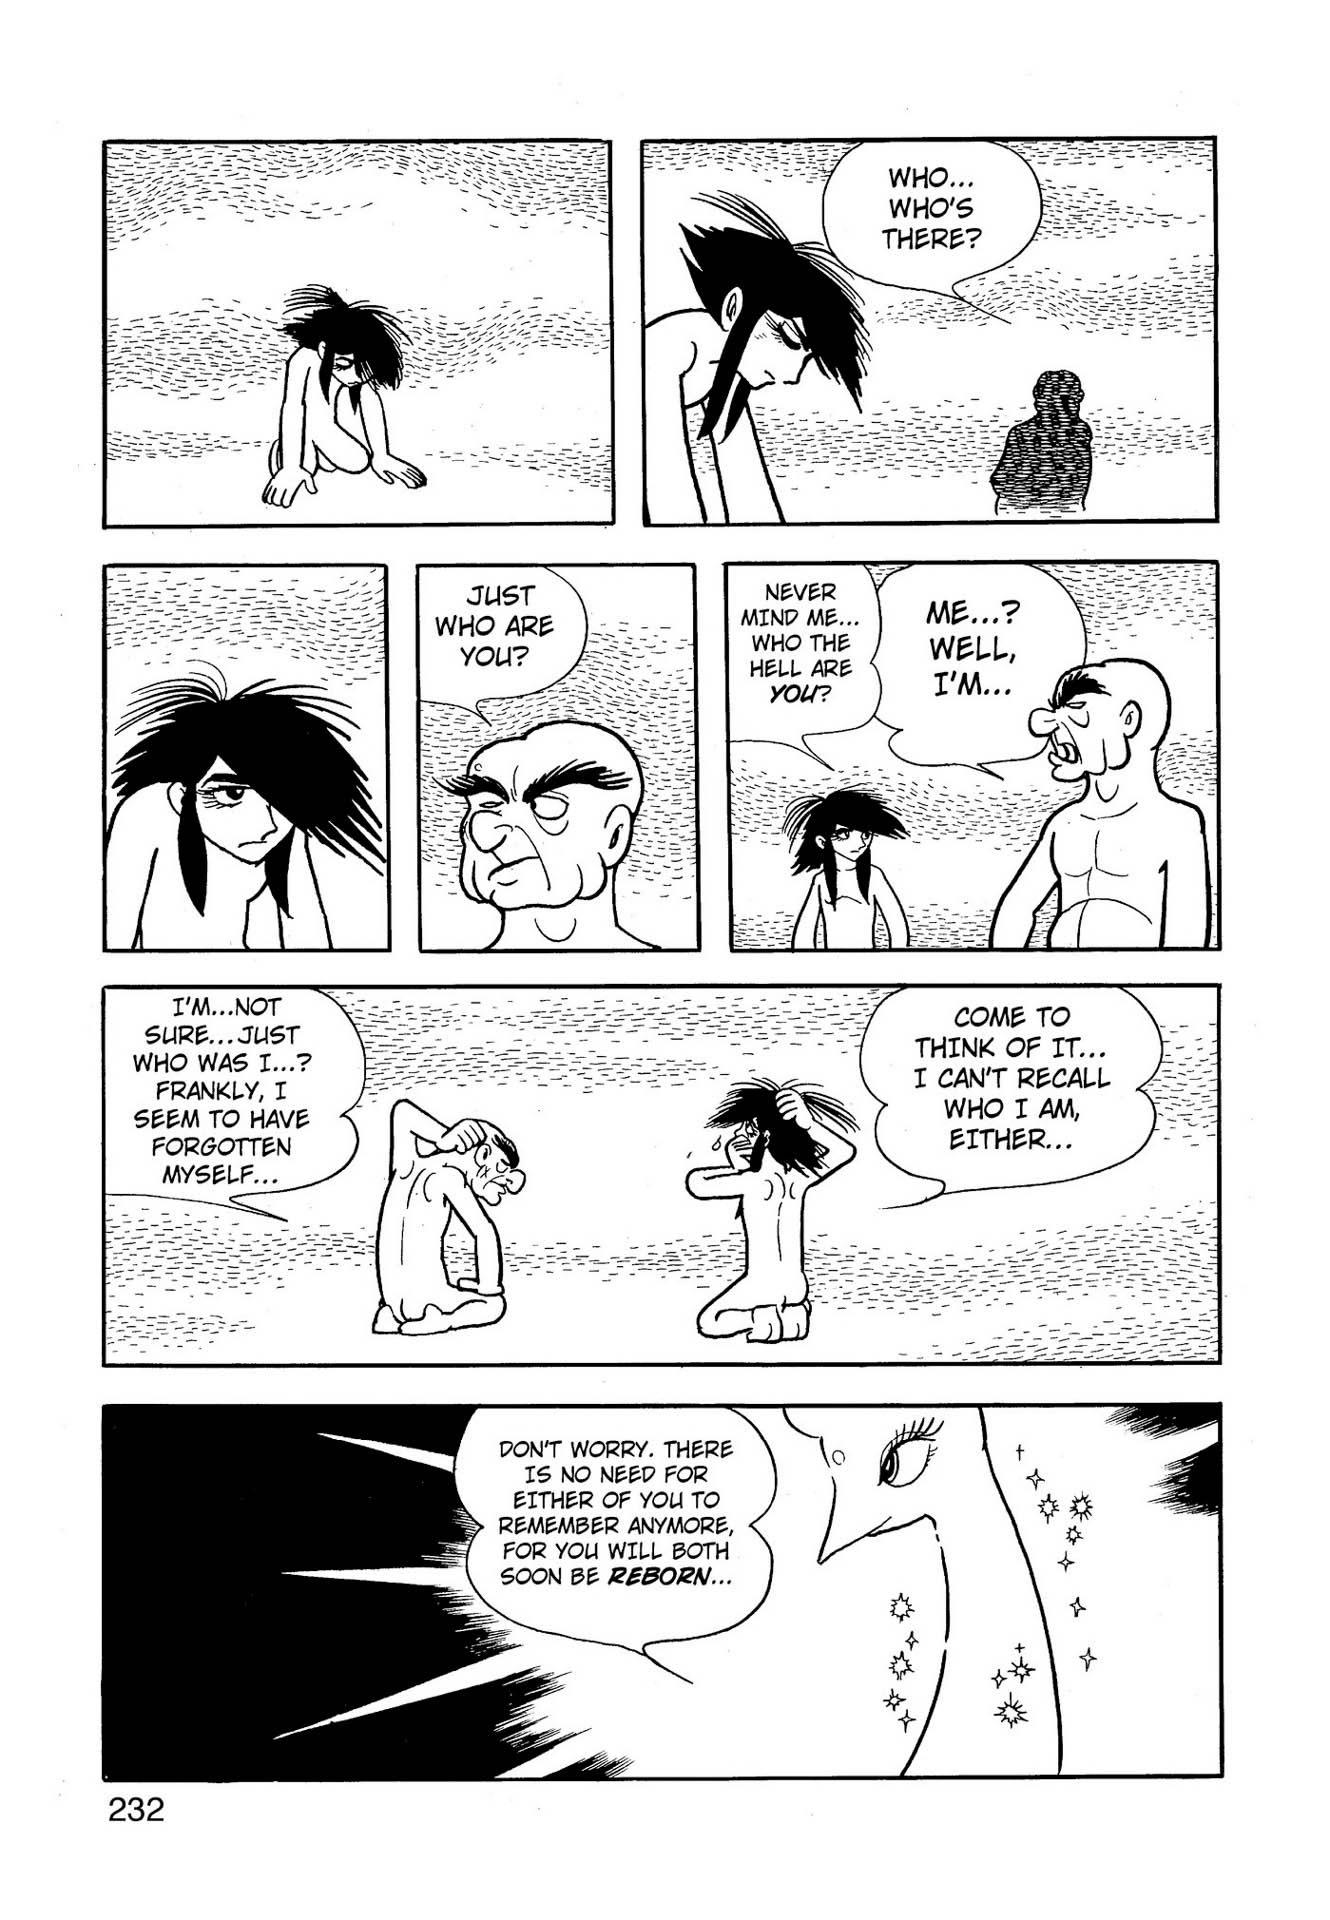 WHO...
WHO'S
THERE?
JUST
WHO ARE
YOU?
NEVER
MIND ME...
WHO THE
HELL ARE
YOU?
ME...?
WELL,
I'M...
I'M...NOT
SURE...JUST
WHO WAS I...?
FRANKLY, I
SEEM TO HAVE
FORGOTTEN
MYSELF...
COME TO
THINK OF IT...
I CAN'T RECALL
WHO I AM,
EITHER...
DON'T WORRY. THERE
IS NO NEED FOR
EITHER OF YOU TO
REMEMBER ANYMORE,
FOR YOU WILL BOTH
SOON BE REBORN...
232